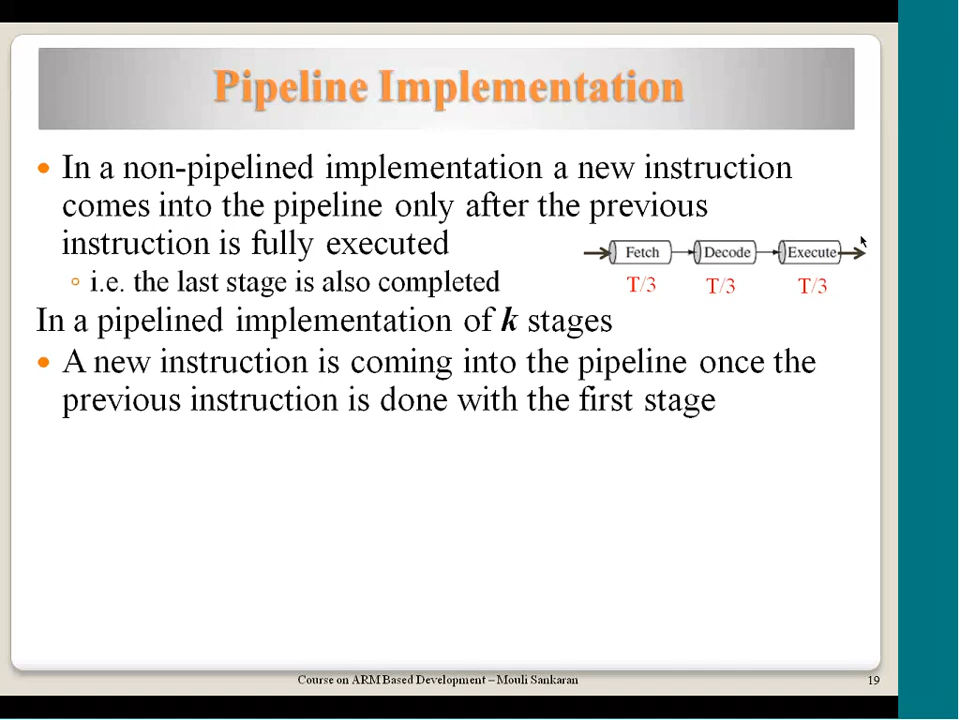 Pipeline Implementation
• In a non-pipelined implementation a new instruction
comes into the pipeline only after the previous
instruction is fully executed
Fetch Decode Execute
◦ i.e. the last stage is also completed
T/3 T/3 T/3
In a pipelined implementation of k stages
• A new instruction is coming into the pipeline once the
previous instruction is done with the first stage
Course on ARM Based Development – Mouli Sankaran
19